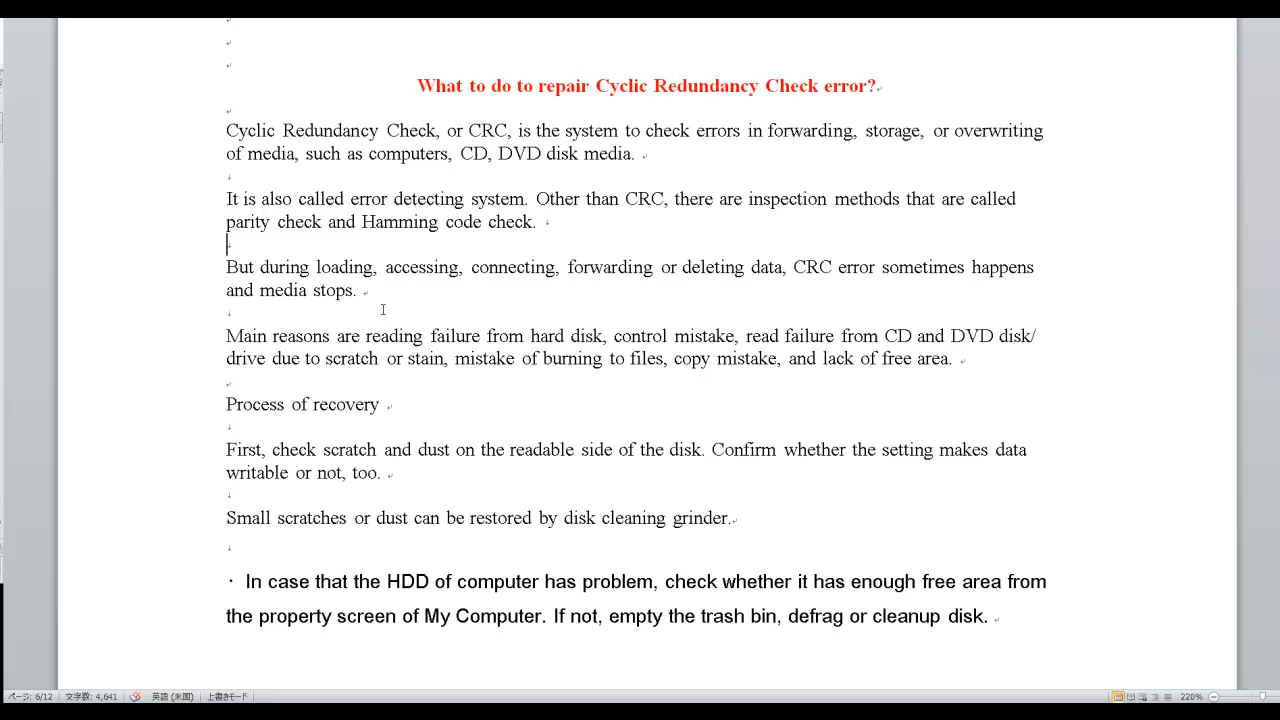 What to do to repair Cyclic Redundancy Check error?
Cyclic Redundancy Check, or CRC, is the system to check errors in forwarding, storage, or overwriting
of media, such as computers, CD, DVD disk media.
It is also called error detecting system. Other than CRC, there are inspection methods that are called
parity check and Hamming code check.
But during loading, accessing, connecting, forwarding or deleting data, CRC error sometimes happens
and media stops.
Main reasons are reading failure from hard disk, control mistake, read failure from CD and DVD disk/
drive due to scratch or stain, mistake of burning to files, copy mistake, and lack of free area.
Process of recovery
First, check scratch and dust on the readable side of the disk. Confirm whether the setting makes data
writable or not, too.
Small scratches or dust can be restored by disk cleaning grinder.
・ In case that the HDD of computer has problem, check whether it has enough free area from
the property screen of My Computer. If not, empty the trash bin, defrag or cleanup disk.
ページ: 6/12 文字数: 4,641 英語 (米国) 上書きモード 220%